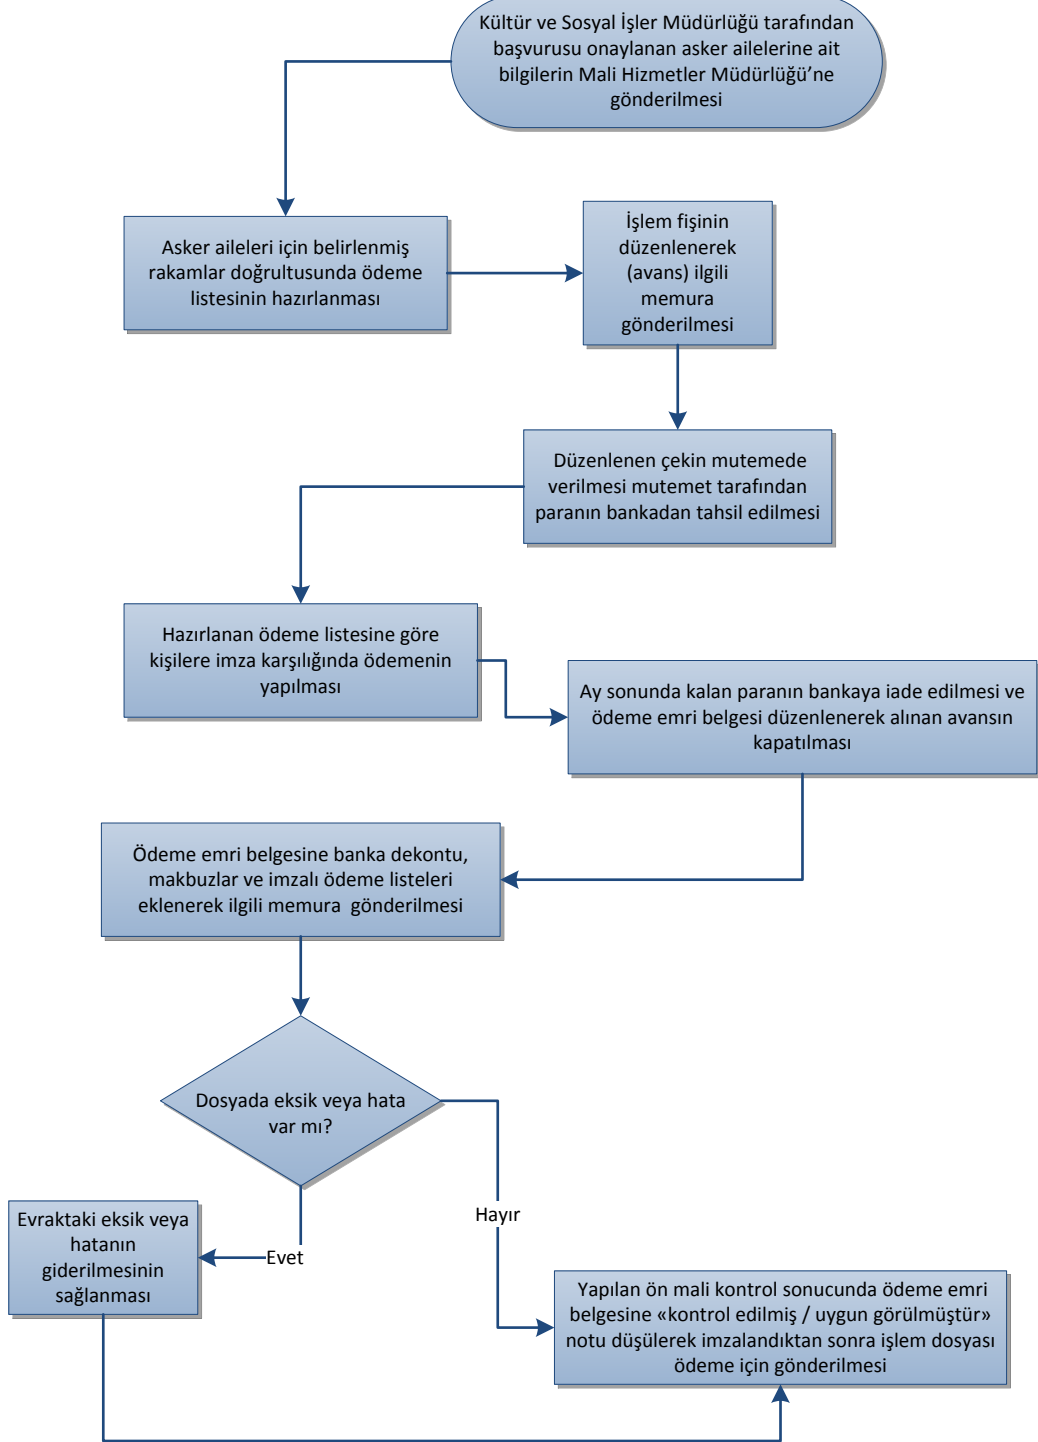 Kültür ve Sosyal İşler Müdürlüğü tarafından
başvurusu onaylanan asker ailelerine ait
bilgilerin Mali Hizmetler Müdürlüğü'ne
gönderilmesi
Asker aileleri için belirlenmiş
rakamlar doğrultusunda ödeme
listesinin hazırlanması
İşlem fişinin
düzenlenerek
(avans) ilgili
memura
gönderilmesi
Düzenlenen çekin mutemede
verilmesi mutemet tarafından
paranın bankadan tahsil edilmesi
Hazırlanan ödeme listesine göre
kişilere imza karşılığında ödemenin
yapılması
Ay sonunda kalan paranın bankaya iade edilmesi ve
ödeme emri belgesi düzenlenerek alınan avansın
kapatılması
Ödeme emri belgesine banka dekontu,
makbuzlar ve imzalı ödeme listeleri
eklenerek ilgili memura gönderilmesi
Dosyada eksik veya hata
var mı?
Evet
Hayır
Evraktaki eksik veya
hatanın
giderilmesinin
sağlanması
Yapılan ön mali kontrol sonucunda ödeme emri
belgesine «kontrol edilmiş / uygun görülmüştür»
notu düşülerek imzalandıktan sonra işlem dosyası
ödeme için gönderilmesi